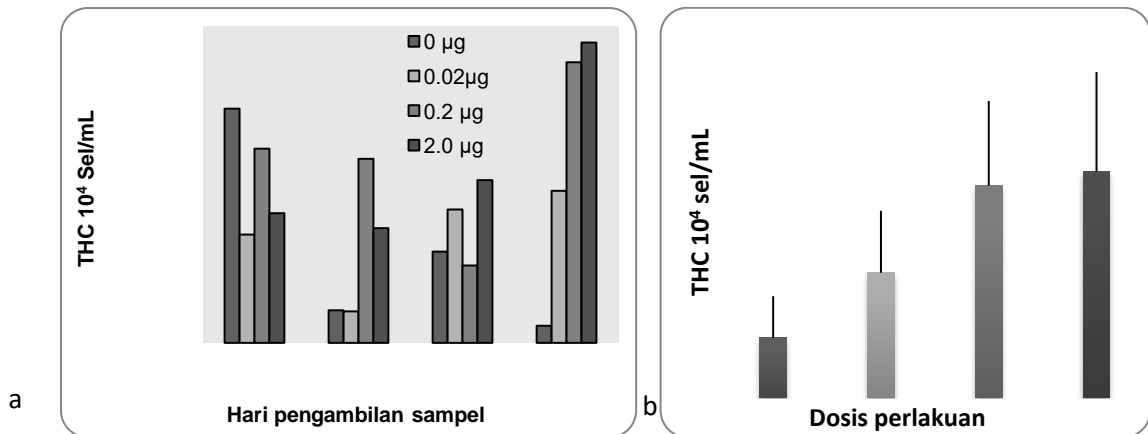 THC 10⁴ Sel/mL
0 µg
0.02µg
0.2 µg
2.0 µg
Hari pengambilan sampel
a
THC 10⁴ sel/mL
Dosis perlakuan
b